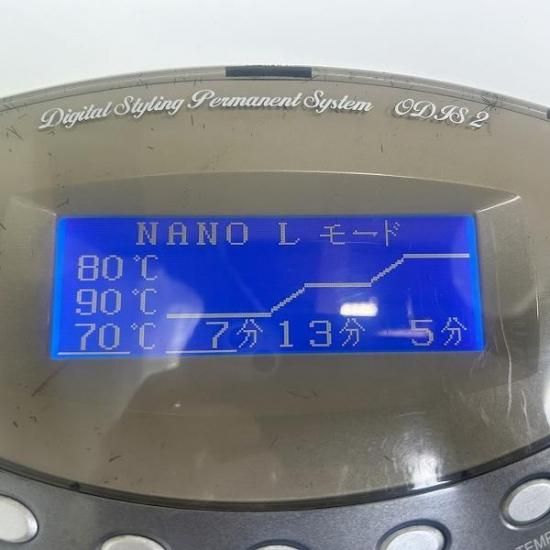 Digital Styling Permanent System ODIS 2
NANO L モード
80℃
90℃
70℃ 7分 13分 5分
TEMP